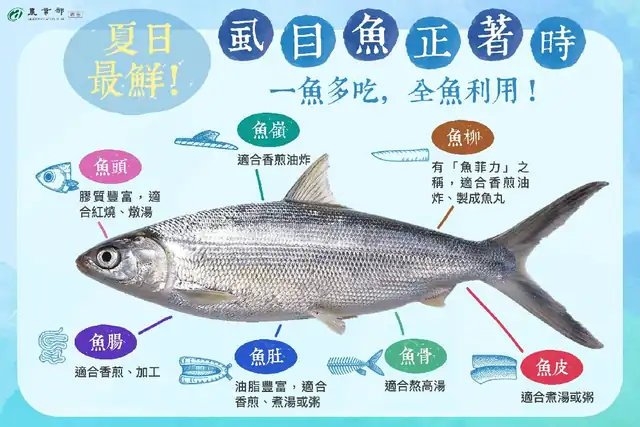 農業部
夏日
最鮮!
虱目魚正著時
一魚多吃，全魚利用！
魚頭
膠質豐富，適
合紅燒、燉湯
魚嶺
適合香煎油炸
魚柳
有「魚菲力」之
稱，適合香煎油
炸、製成魚丸
魚腸
適合香煎、加工
魚肚
油脂豐富，適合
香煎、煮湯或粥
魚骨
適合熬高湯
魚皮
適合煮湯或粥